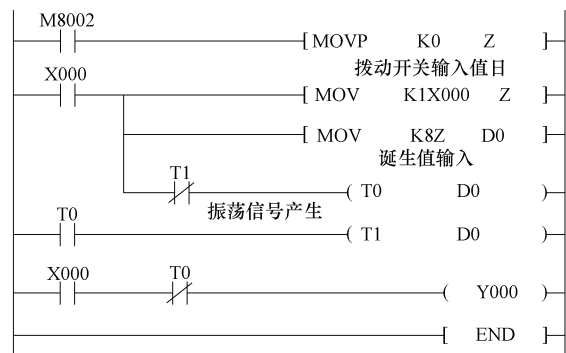 M8002
MOVP K0 Z
拨动开关输入值日
X000
MOV K1X000 Z
MOV K8Z D0
诞生值输入
T1
T0 D0
振荡信号产生
T0
T1 D0
X000 T0
Y000
END